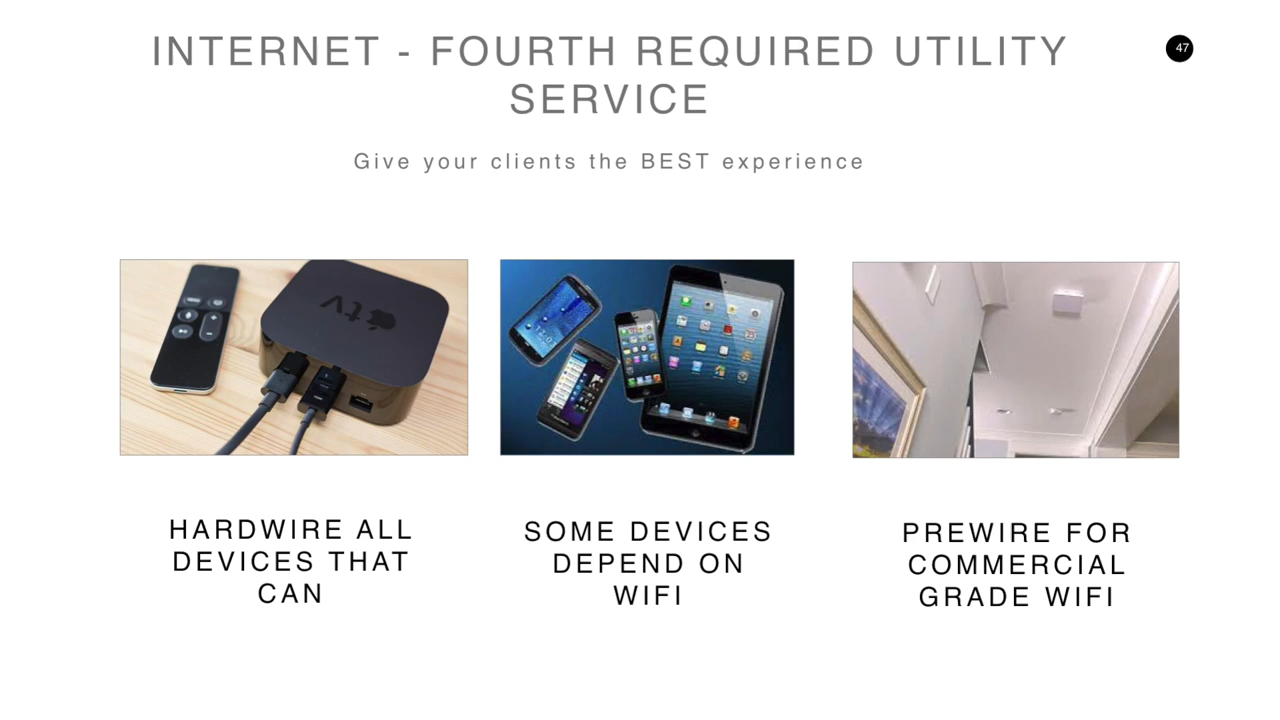 INTERNET - FOURTH REQUIRED UTILITY
SERVICE
47
Give your clients the BEST experience
tv
HARDWIRE ALL
DEVICES THAT
CAN
SOME DEVICES
DEPEND ON
WIFI
PREWIRE FOR
COMMERCIAL
GRADE WIFI